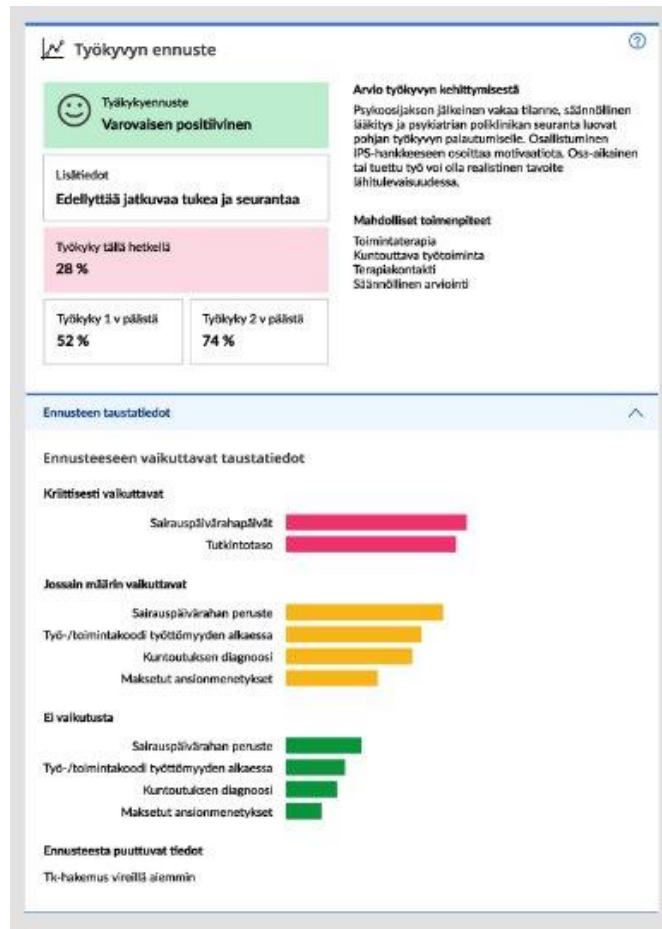 Työkyvyn ennuste
Työkykyennuste
Varovaisen positiivinen
Lisätiedot
Edellyttää jatkuvaa tukea ja seurantaa
Työkyky tällä hetkellä
28 %
Työkyky 1 v päästä
52 %
Työkyky 2 v päästä
74 %
Arvio työkyvyn kehittymisestä
Psykoosijakson jälkeinen vakaa tilanne, säännöllinen
lääkitys ja psykiatrian poliklinikan seuranta luovat
pohjan työkyvyn palautumiselle. Osallistuminen
IPS-hankkeeseen osoittaa motivaatiota. Osa-aikainen
tai tuettu työ voi olla realistinen tavoite
lähitulevaisuudessa.
Mahdolliset toimenpiteet
Toimintaterapia
Kuntouttava työtoiminta
Terapiakontakti
Säännöllinen arviointi
Ennusteen taustatiedot
Ennusteeseen vaikuttavat taustatiedot
Kriittisesti vaikuttavat
Sairauspäivärahapäivät
Tutkintotaso
Jossain määrin vaikuttavat
Sairauspäivärahan peruste
Työ-/toimintakoodi työttömyyden alkaessa
Kuntoutuksen diagnoosi
Maksetut ansionmenetykset
Ei vaikutusta
Sairauspäivärahan peruste
Työ-/toimintakoodi työttömyyden alkaessa
Kuntoutuksen diagnoosi
Maksetut ansionmenetykset
Ennusteesta puuttuvat tiedot
Tk-hakemus vireillä aiemmin